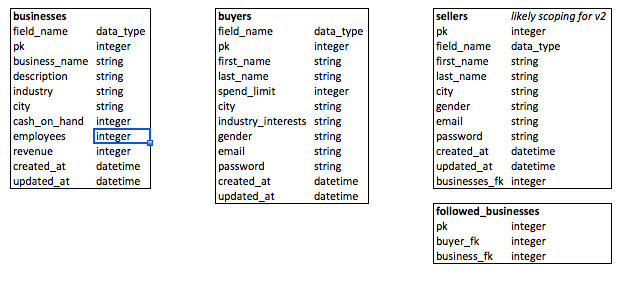 businesses
field_name data_type
pk integer
business_name string
description string
industry string
city string
cash_on_hand integer
employees integer
revenue integer
created_at datetime
updated_at datetime
buyers
field_name data_type
pk integer
first_name string
last_name string
spend_limit integer
city string
industry_interests string
gender string
email string
password string
created_at datetime
updated_at datetime
sellers likely scoping for v2
pk integer
field_name data_type
first_name string
last_name string
city string
gender string
email string
password string
created_at datetime
updated_at datetime
businesses_fk integer
followed_businesses
pk integer
buyer_fk integer
business_fk integer